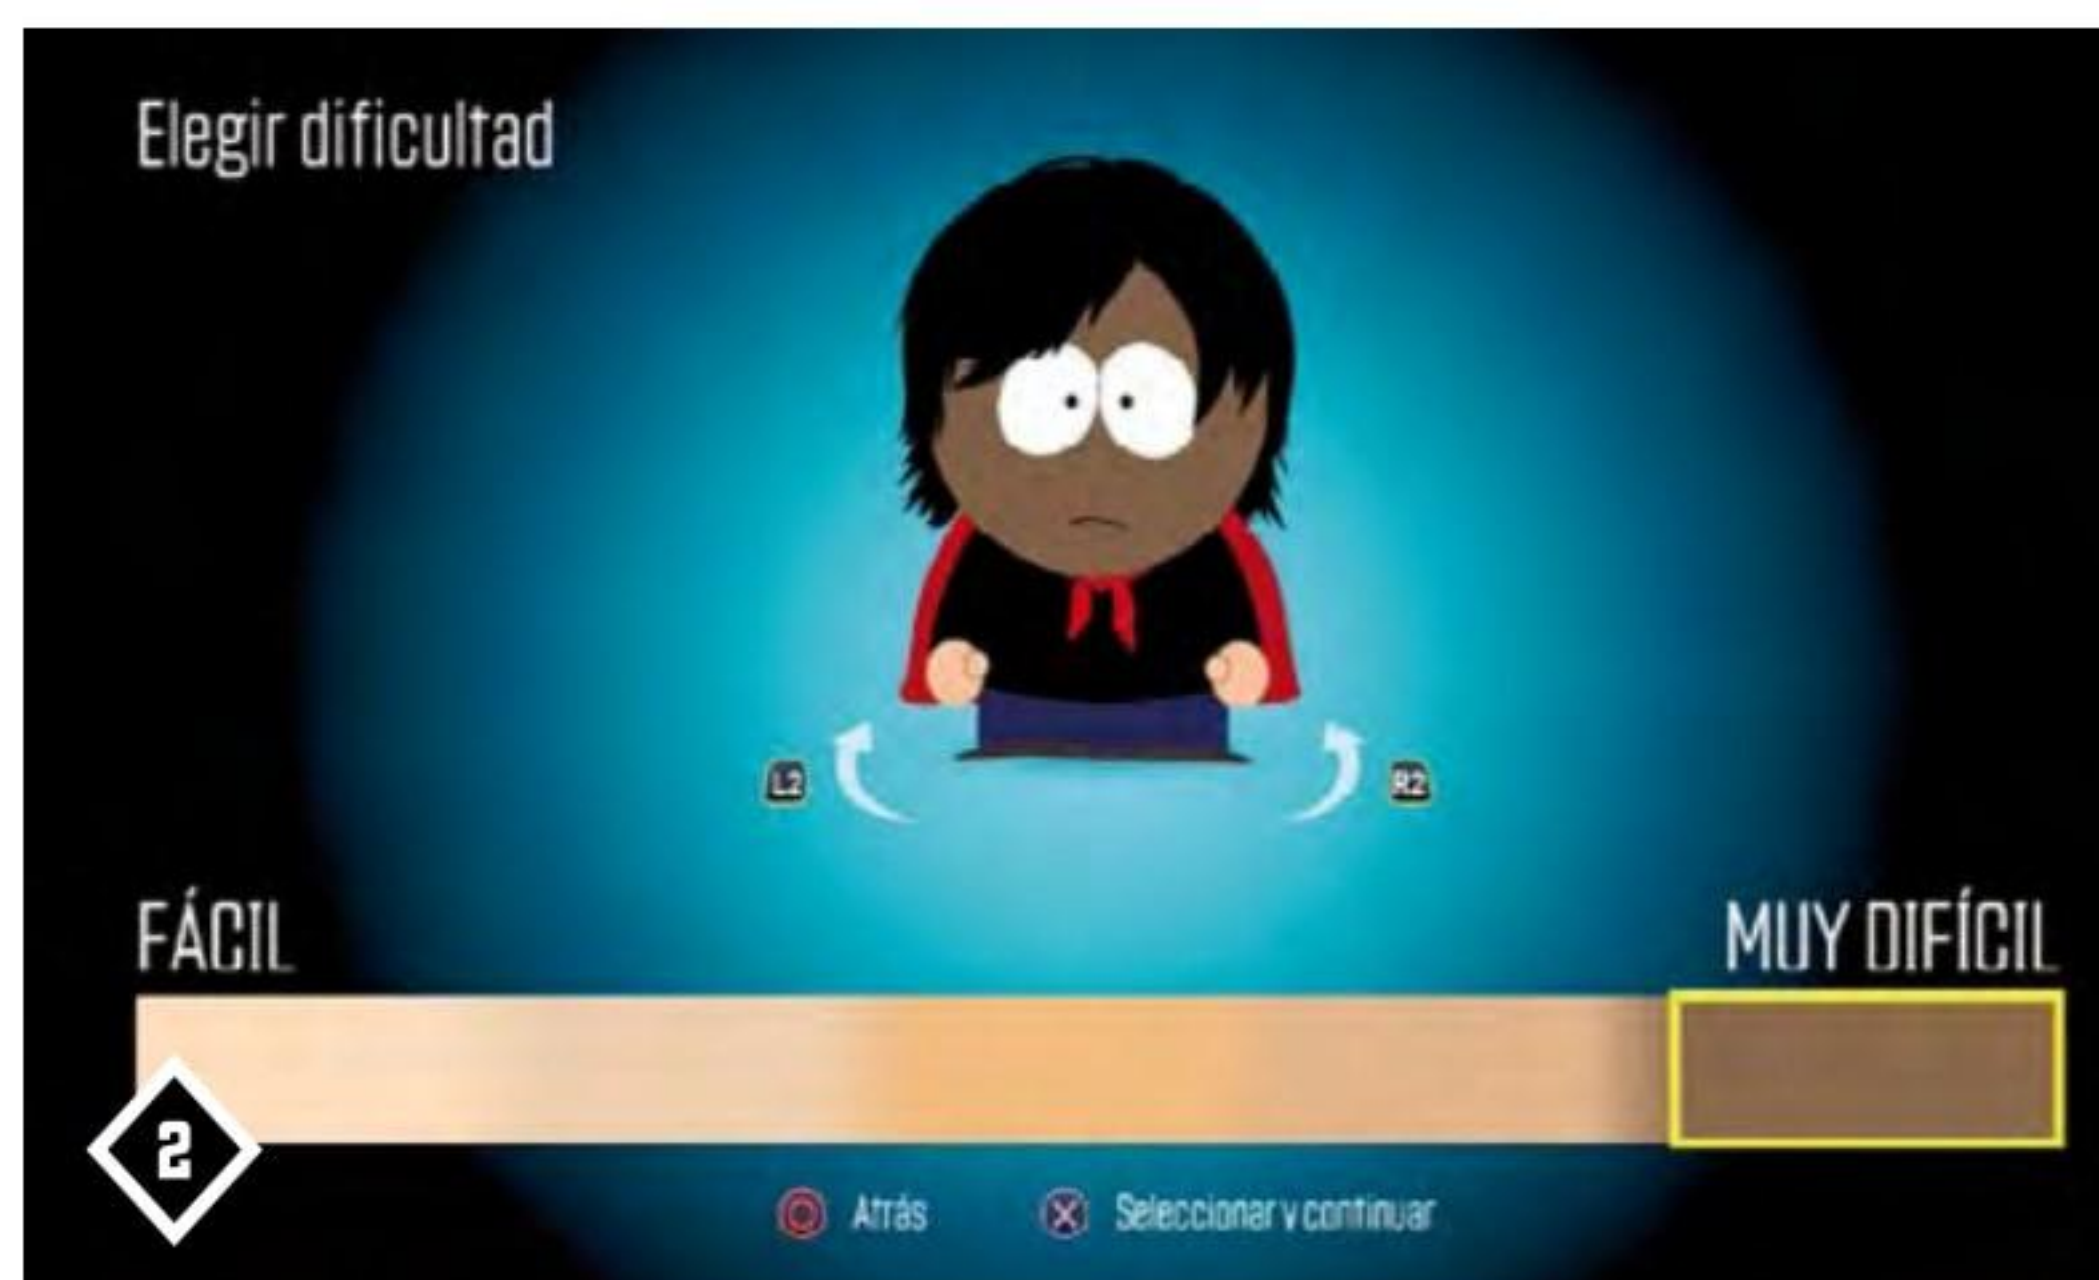 Elegir dificultad
L2
R2
FÁCIL
MUY DIFÍCIL
2
Atrás
Seleccionar y continuar